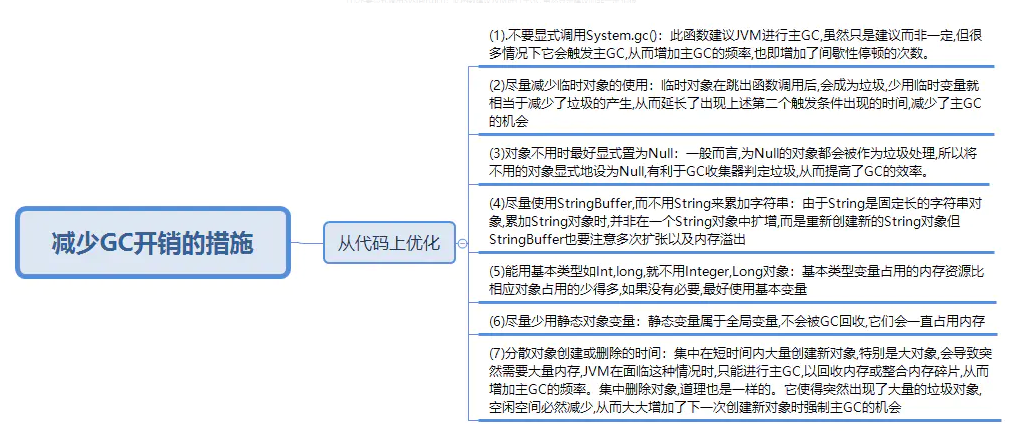 减少GC开销的措施
从代码上优化
(1).不要显式调用System.gc()：此函数建议JVM进行主GC,虽然只是建议而非一定,但很
多情况下它会触发主GC,从而增加主GC的频率,也即增加了间歇性停顿的次数。
(2)尽量减少临时对象的使用：临时对象在跳出函数调用后,会成为垃圾,少用临时变量就
相当于减少了垃圾的产生,从而延长了出现上述第二个触发条件出现的时间,减少了主GC
的机会
(3)对象不用时最好显式置为Null：一般而言,为Null的对象都会被作为垃圾处理,所以将
不用的对象显式地设为Null,有利于GC收集器判定垃圾,从而提高了GC的效率。
(4)尽量使用StringBuffer,而不用String来累加字符串：由于String是固定长的字符串对
象,累加String对象时,并非在一个String对象中扩增,而是重新创建新的String对象但
StringBuffer也要注意多次扩张以及内存溢出
(5)能用基本类型如Int,long,就不用Integer,Long对象：基本类型变量占用的内存资源比
相应对象占用的少得多,如果没有必要,最好使用基本变量
(6)尽量少用静态对象变量：静态变量属于全局变量,不会被GC回收,它们会一直占用内存
(7)分散对象创建或删除的时间：集中在短时间内大量创建新对象,特别是大对象,会导致突
然需要大量内存,JVM在面临这种情况时,只能进行主GC,以回收内存或整合内存碎片,从而
增加主GC的频率。集中删除对象,道理也是一样的。它使得突然出现了大量的垃圾对象,
空闲空间必然减少,从而大大增加了下一次创建新对象时强制主GC的机会